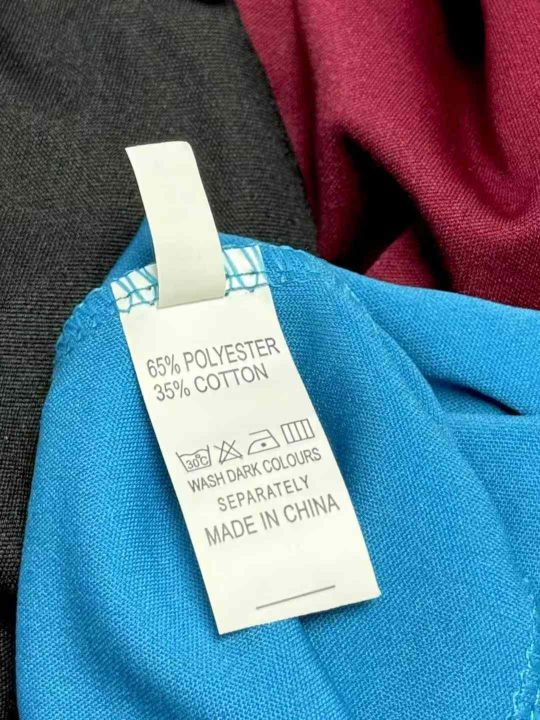 65% POLYESTER
35% COTTON
30°C
WASH DARK COLOURS
SEPARATELY
MADE IN CHINA